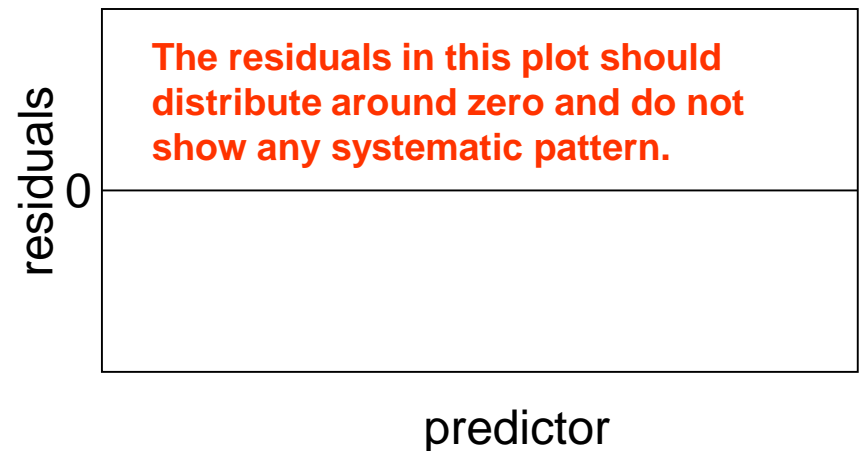 The residuals in this plot should
distribute around zero and do not
show any systematic pattern.
residuals
0
predictor